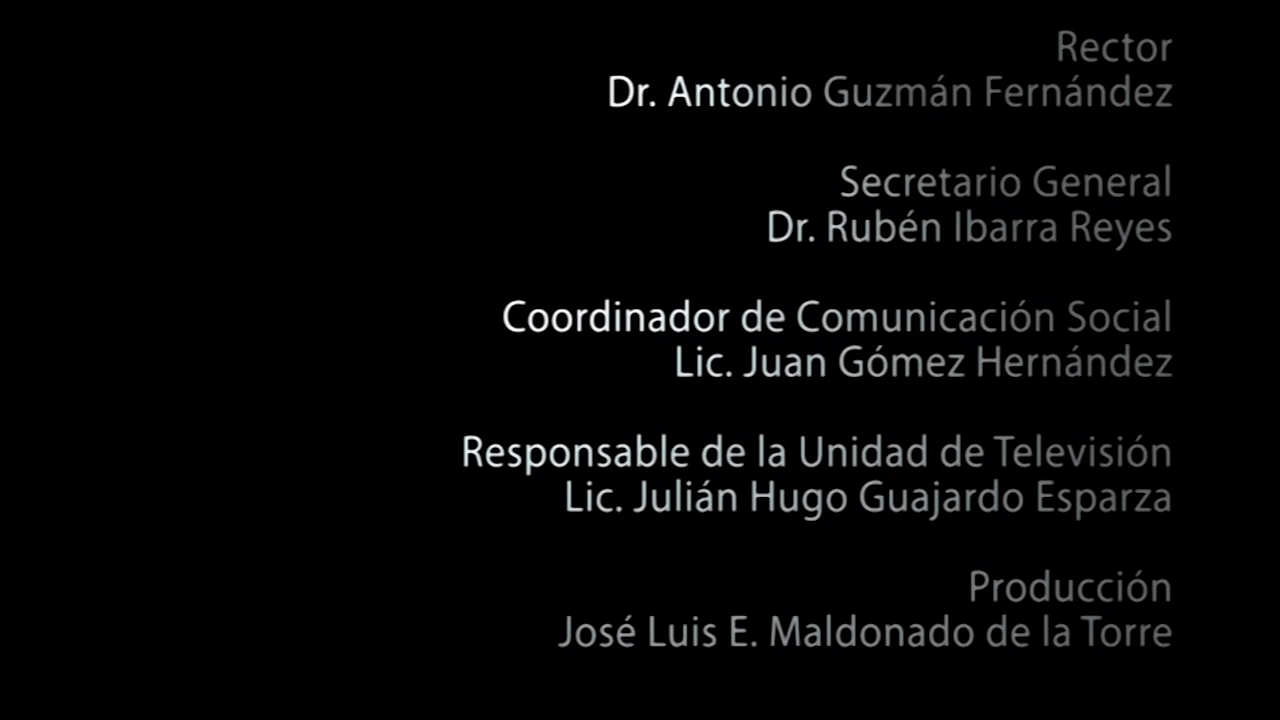 Rector
Dr. Antonio Guzmán Fernández
Secretario General
Dr. Rubén Ibarra Reyes
Coordinador de Comunicación Social
Lic. Juan Gómez Hernández
Responsable de la Unidad de Televisión
Lic. Julián Hugo Guajardo Esparza
Producción
José Luis E. Maldonado de la Torre